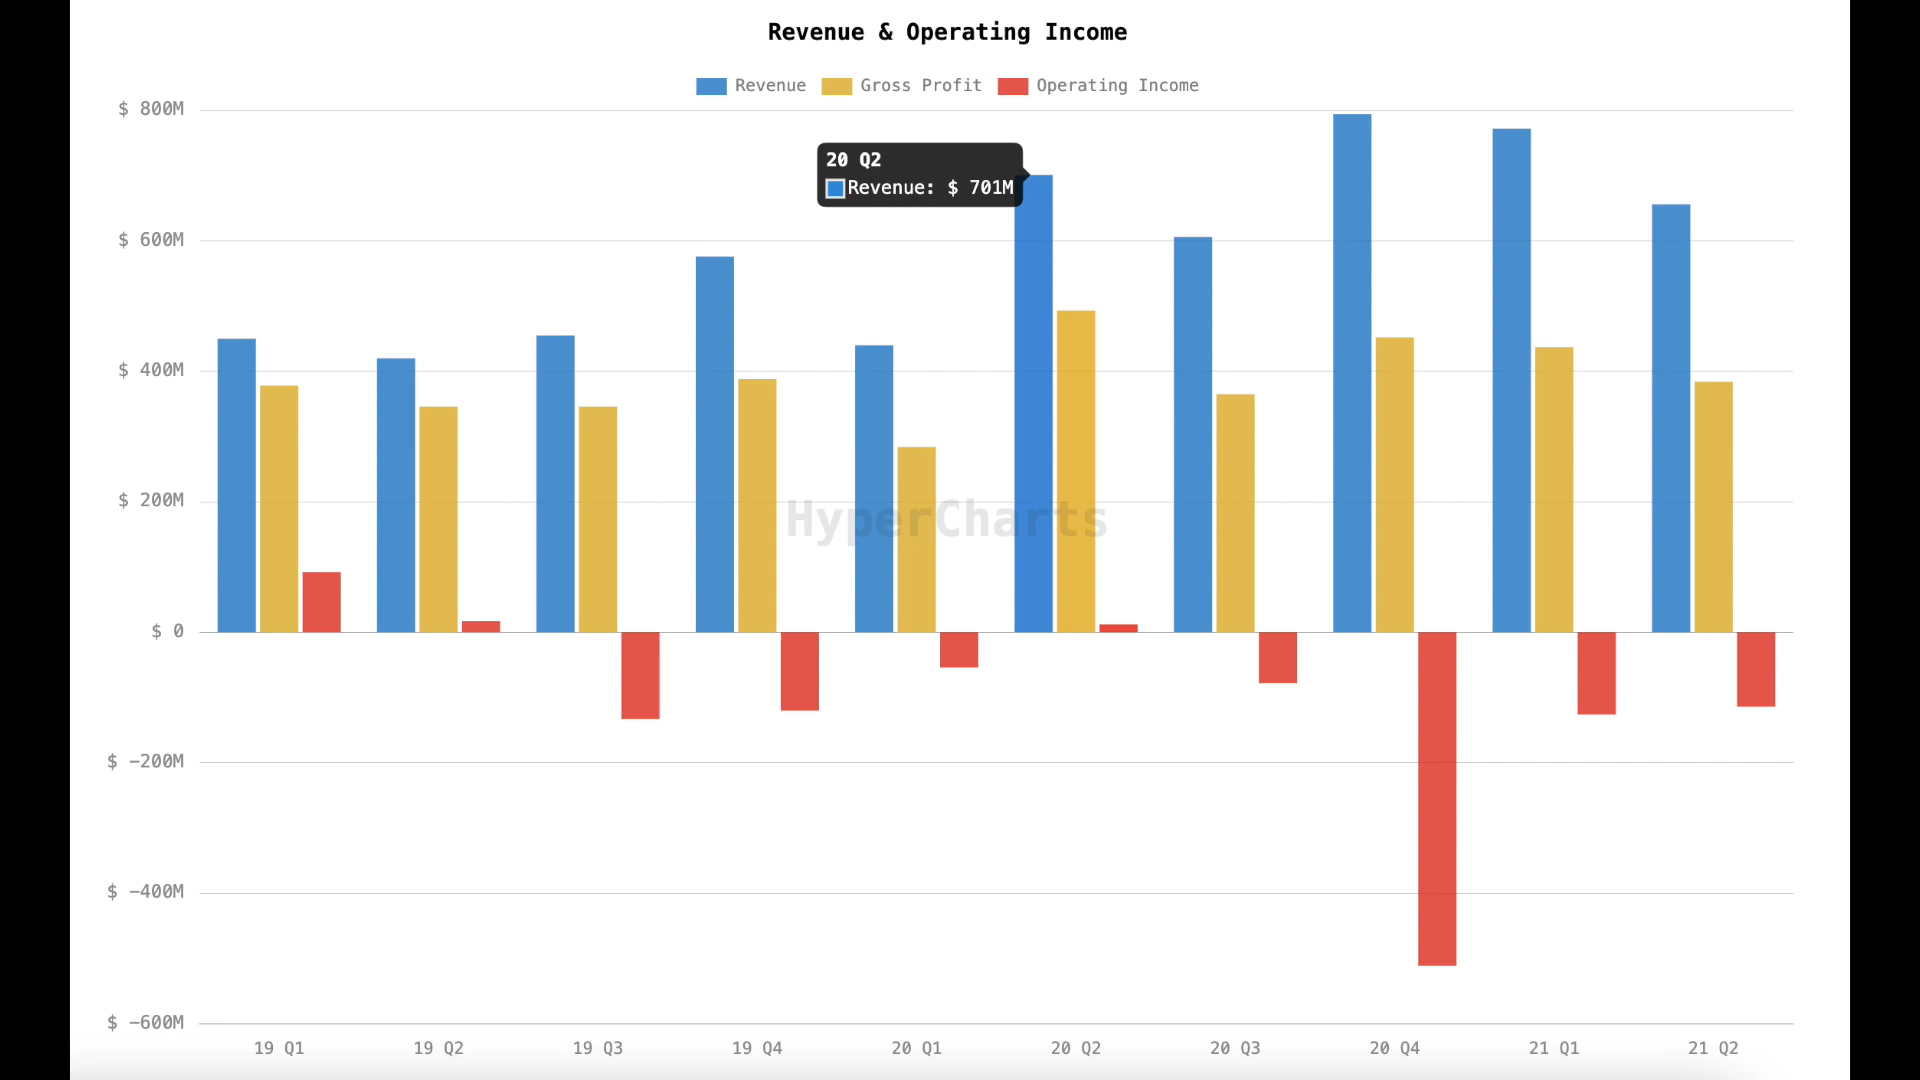 Revenue & Operating Income
Revenue Gross Profit Operating Income
$ 800M
20 Q2
Revenue: $ 701M
$ 600M
$ 400M
$ 200M
HyperCharts
$ 0
$ −200M
$ −400M
$ −600M
19 Q1 19 Q2 19 Q3 19 Q4 20 Q1 20 Q2 20 Q3 20 Q4 21 Q1 21 Q2